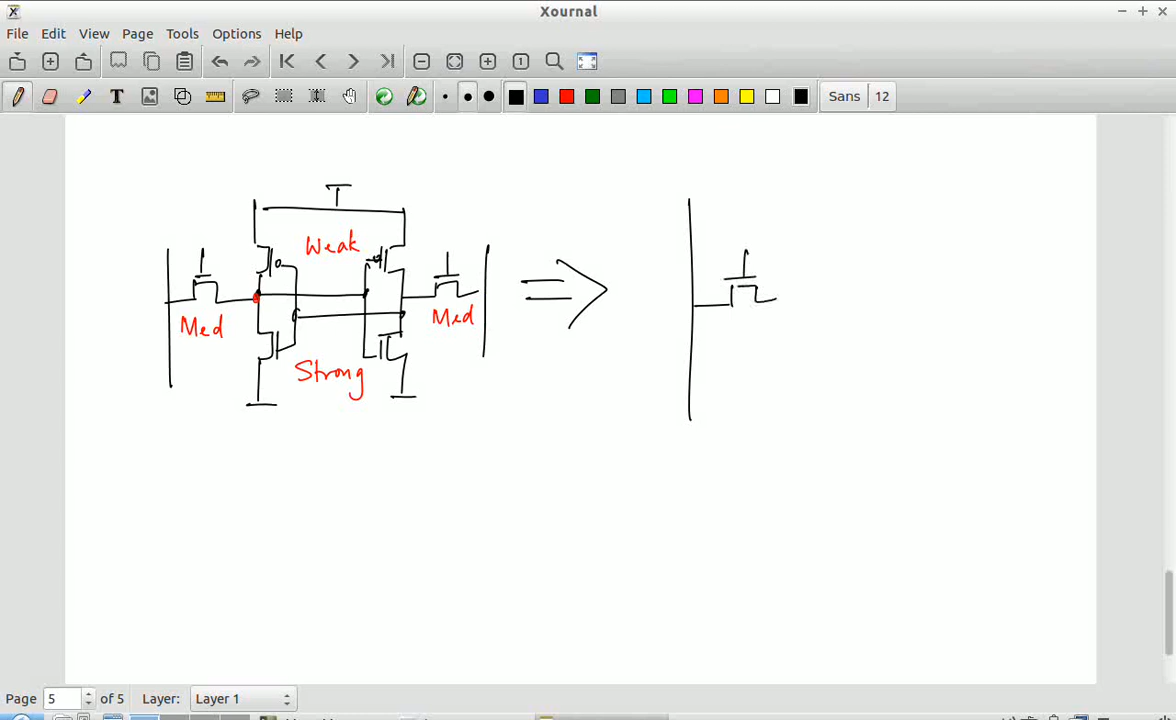 Xournal
File Edit View Page Tools Options Help
Sans 12
Weak
Med
Med
Strong
Page 5 of 5 Layer: Layer 1